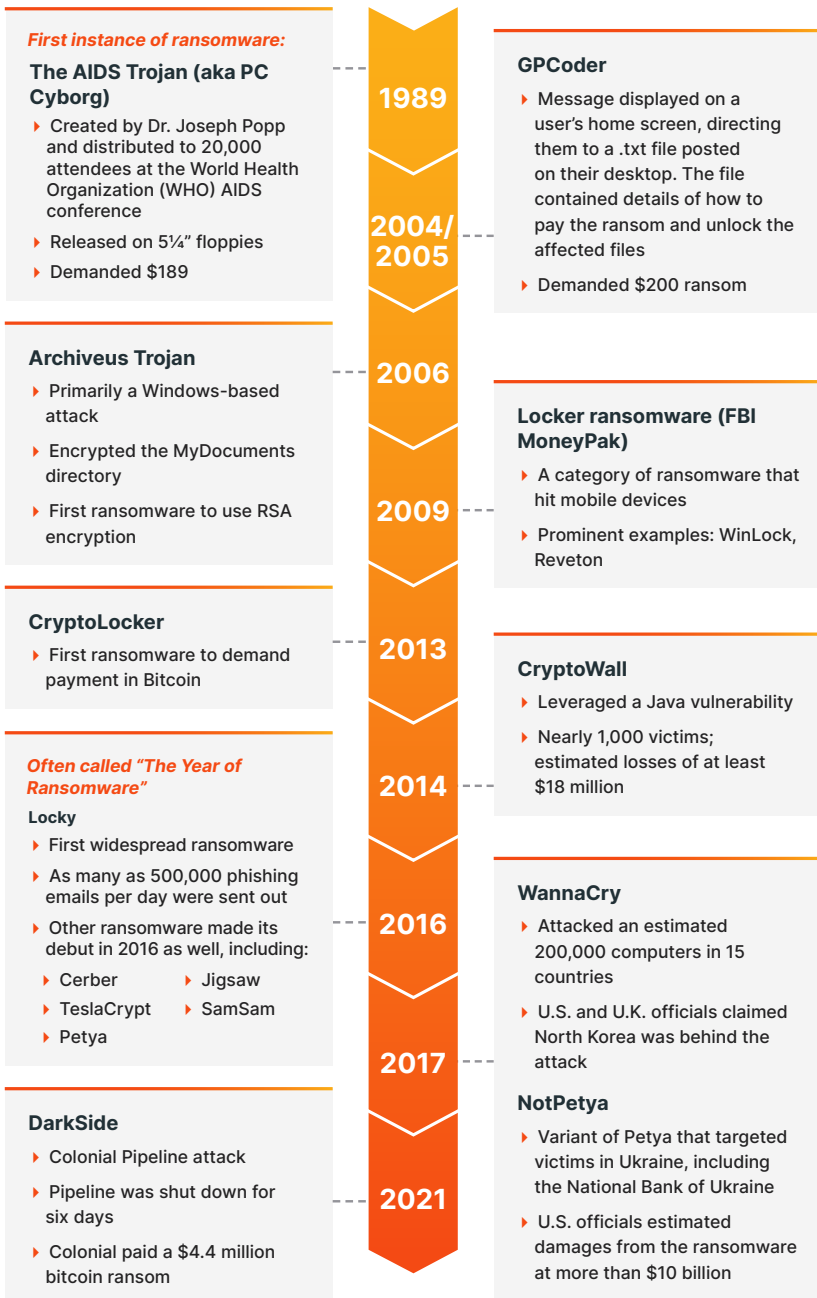 First instance of ransomware:
The AIDS Trojan (aka PC
Cyborg)
Created by Dr. Joseph Popp
and distributed to 20,000
attendees at the World Health
Organization (WHO) AIDS
conference
Released on 5¼” floppies
Demanded $189
1989
GPCoder
Message displayed on a
user’s home screen, directing
them to a .txt file posted
on their desktop. The file
contained details of how to
pay the ransom and unlock the
affected files
Demanded $200 ransom
2004/
2005
Archiveus Trojan
Primarily a Windows-based
attack
Encrypted the MyDocuments
directory
First ransomware to use RSA
encryption
2006
Locker ransomware (FBI
MoneyPak)
A category of ransomware that
hit mobile devices
Prominent examples: WinLock,
Reveton
2009
CryptoLocker
First ransomware to demand
payment in Bitcoin
2013
CryptoWall
Leveraged a Java vulnerability
Nearly 1,000 victims;
estimated losses of at least
$18 million
2014
Often called “The Year of
Ransomware”
Locky
First widespread ransomware
As many as 500,000 phishing
emails per day were sent out
Other ransomware made its
debut in 2016 as well, including:
Cerber
Jigsaw
TeslaCrypt
SamSam
Petya
2016
WannaCry
Attacked an estimated
200,000 computers in 15
countries
U.S. and U.K. officials claimed
North Korea was behind the
attack
NotPetya
Variant of Petya that targeted
victims in Ukraine, including
the National Bank of Ukraine
U.S. officials estimated
damages from the ransomware
at more than $10 billion
2017
DarkSide
Colonial Pipeline attack
Pipeline was shut down for
six days
Colonial paid a $4.4 million
bitcoin ransom
2021